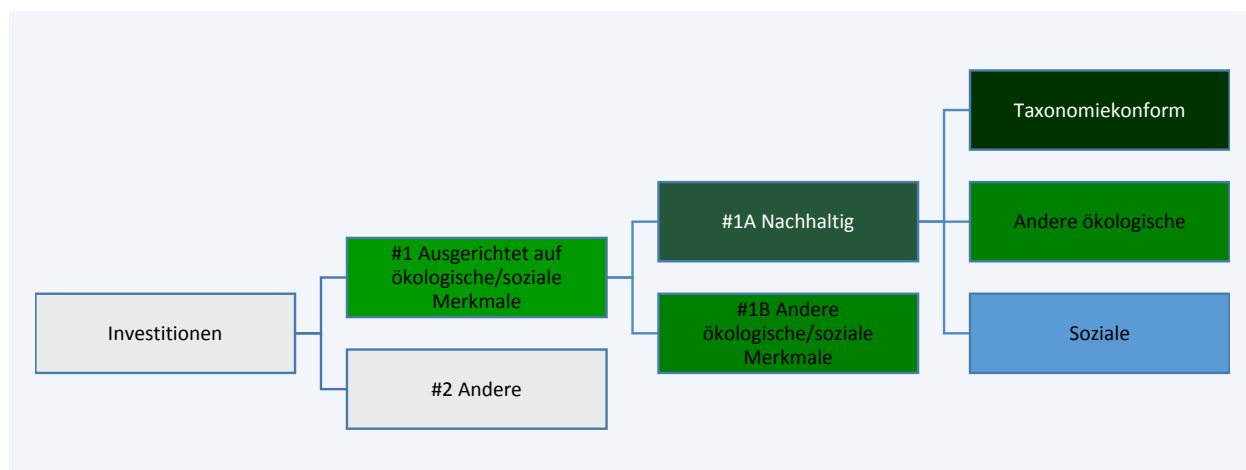 Investitionen
#1 Ausgerichtet auf
ökologische/soziale
Merkmale
#2 Andere
#1A Nachhaltig
#1B Andere
ökologische/soziale
Merkmale
Taxonomiekonform
Andere ökologische
Soziale